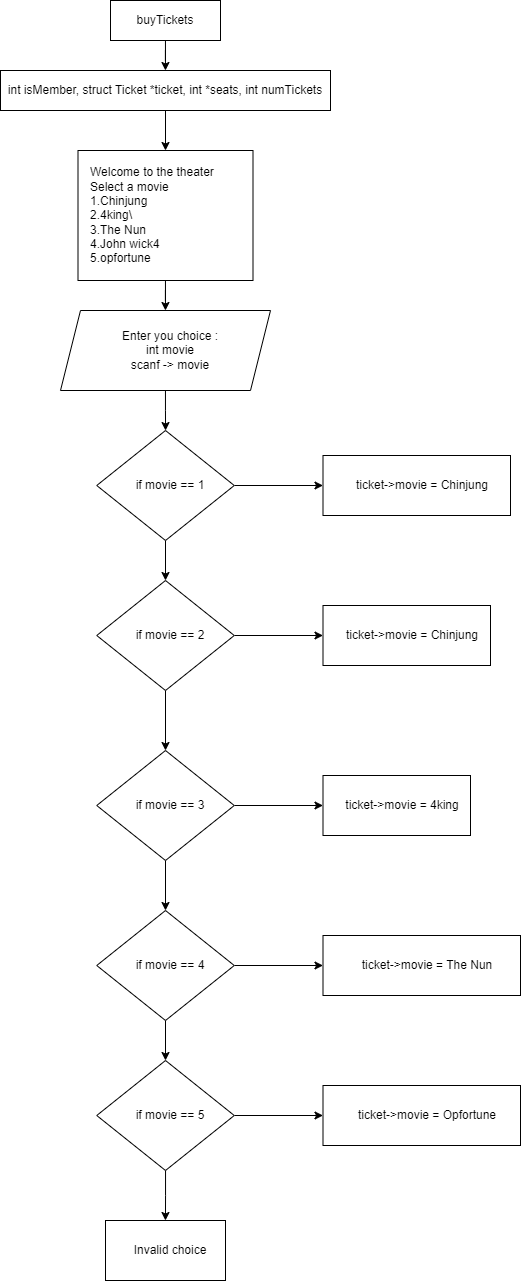 buyTickets
int isMember, struct Ticket *ticket, int *seats, int numTickets
Welcome to the theater
Select a movie
1.Chinjung
2.4king\
3.The Nun
4.John wick4
5.opfortune
Enter you choice :
int movie
scanf -> movie
if movie == 1
ticket->movie = Chinjung
if movie == 2
ticket->movie = Chinjung
if movie == 3
ticket->movie = 4king
if movie == 4
ticket->movie = The Nun
if movie == 5
ticket->movie = Opfortune
Invalid choice